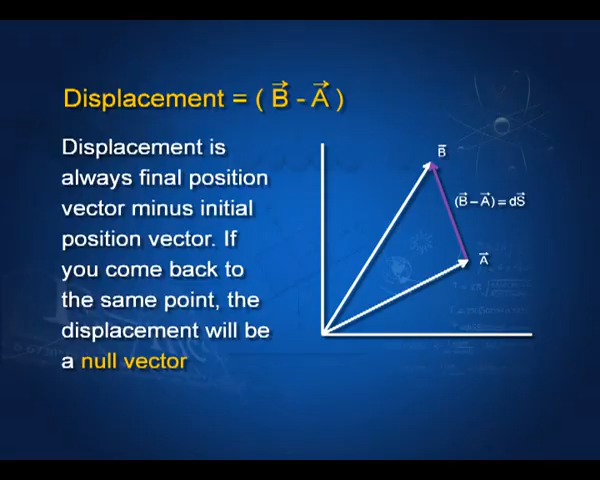 Displacement = ( B⃗ - A⃗ )
Displacement is
always final position
vector minus initial
position vector. If
you come back to
the same point, the
displacement will be
a null vector
B⃗
(B⃗ – A⃗) = dS⃗
A⃗